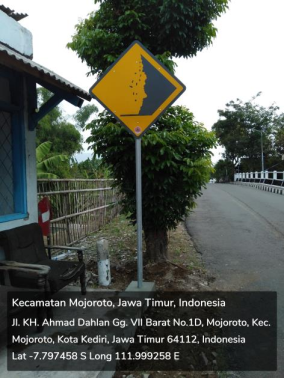 Kecamatan Mojoroto, Jawa Timur, Indonesia
Jl. KH. Ahmad Dahlan Gg. VII Barat No.1D, Mojoroto, Kec.
Mojoroto, Kota Kediri, Jawa Timur 64112, Indonesia
Lat -7.797458 S Long 111.999258 E